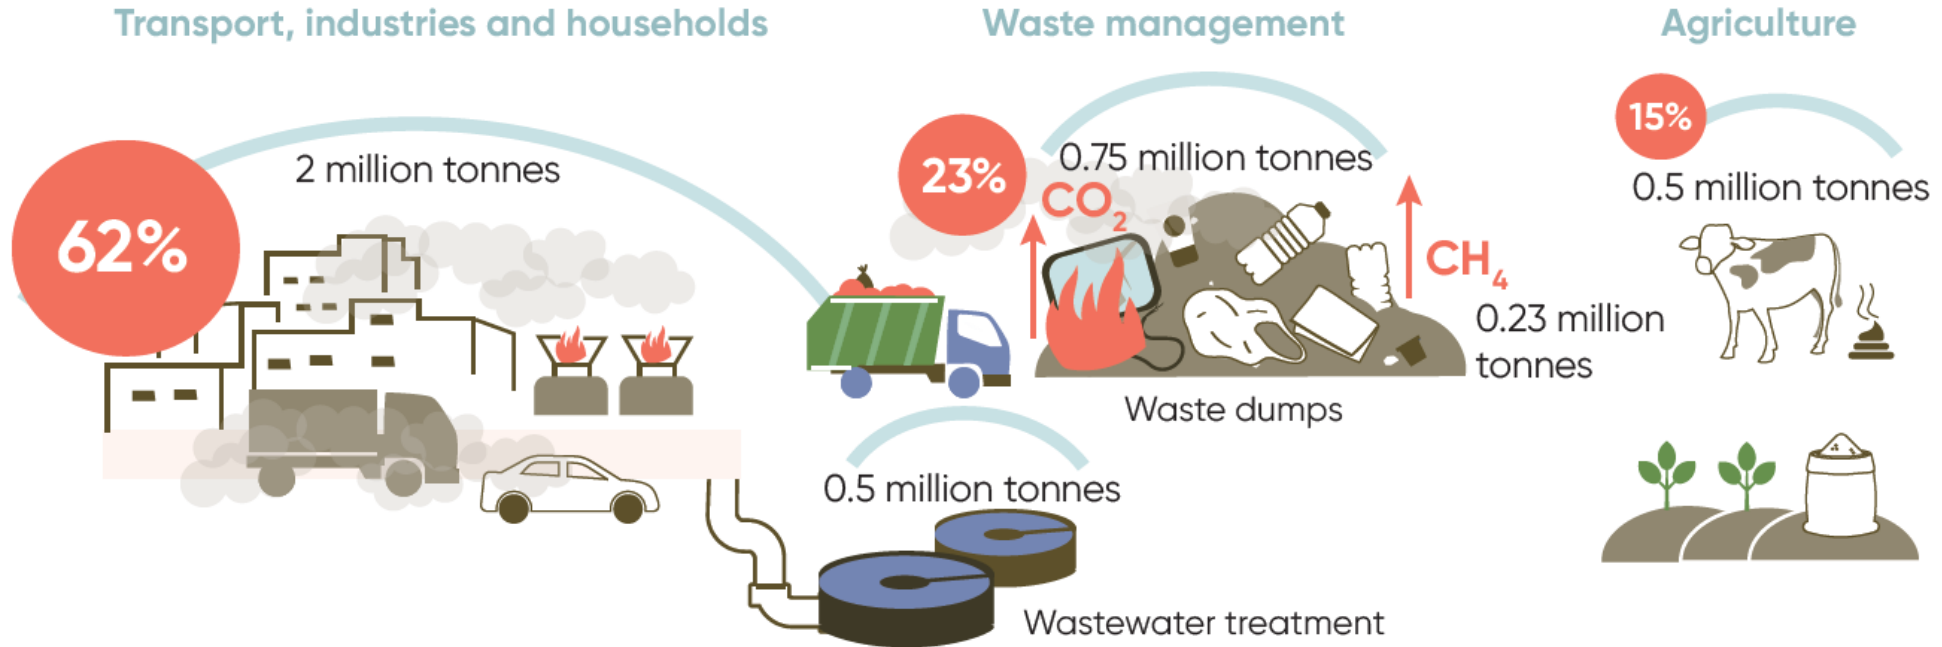 Transport, industries and households
62%
2 million tonnes
Waste management
23%
0.75 million tonnes
CO₂
CH₄
0.23 million
tonnes
Waste dumps
0.5 million tonnes
Wastewater treatment
Agriculture
15%
0.5 million tonnes